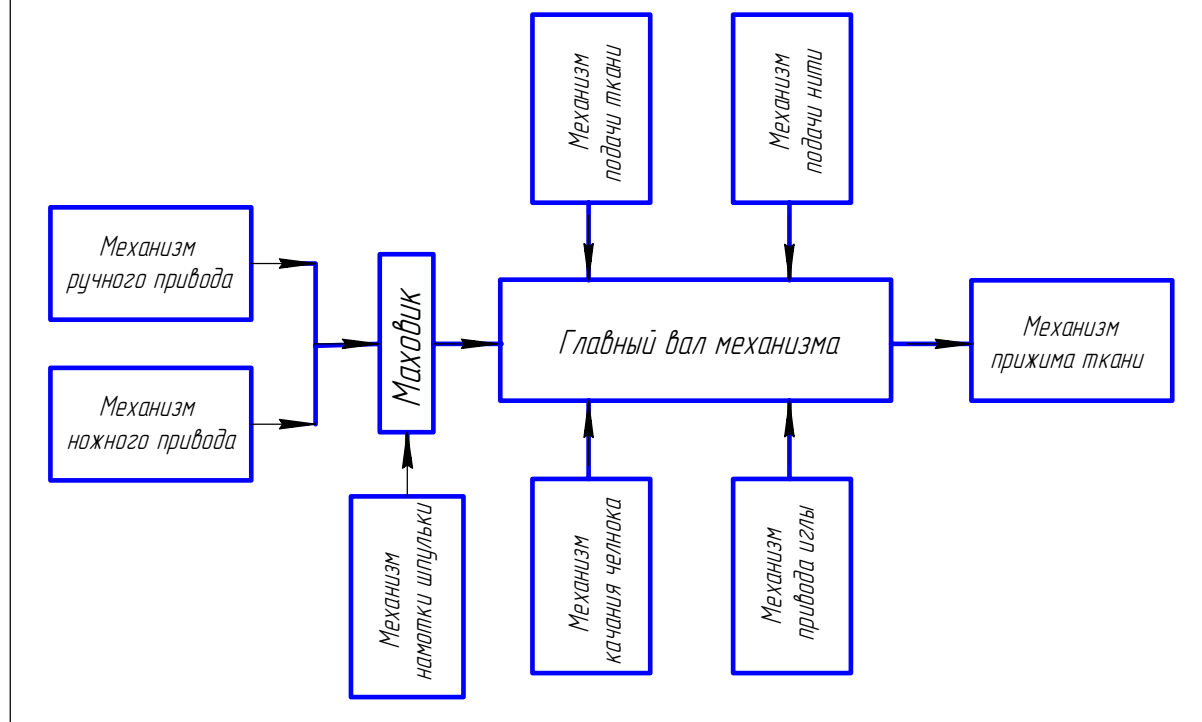 Механизм
подачи ткани
Механизм
подачи нити
Механизм
ручного привода
Маховик
Главный вал механизма
Механизм
прижима ткани
Механизм
ножного привода
Механизм
намотки шпульки
Механизм
качания челнока
Механизм
привода иглы